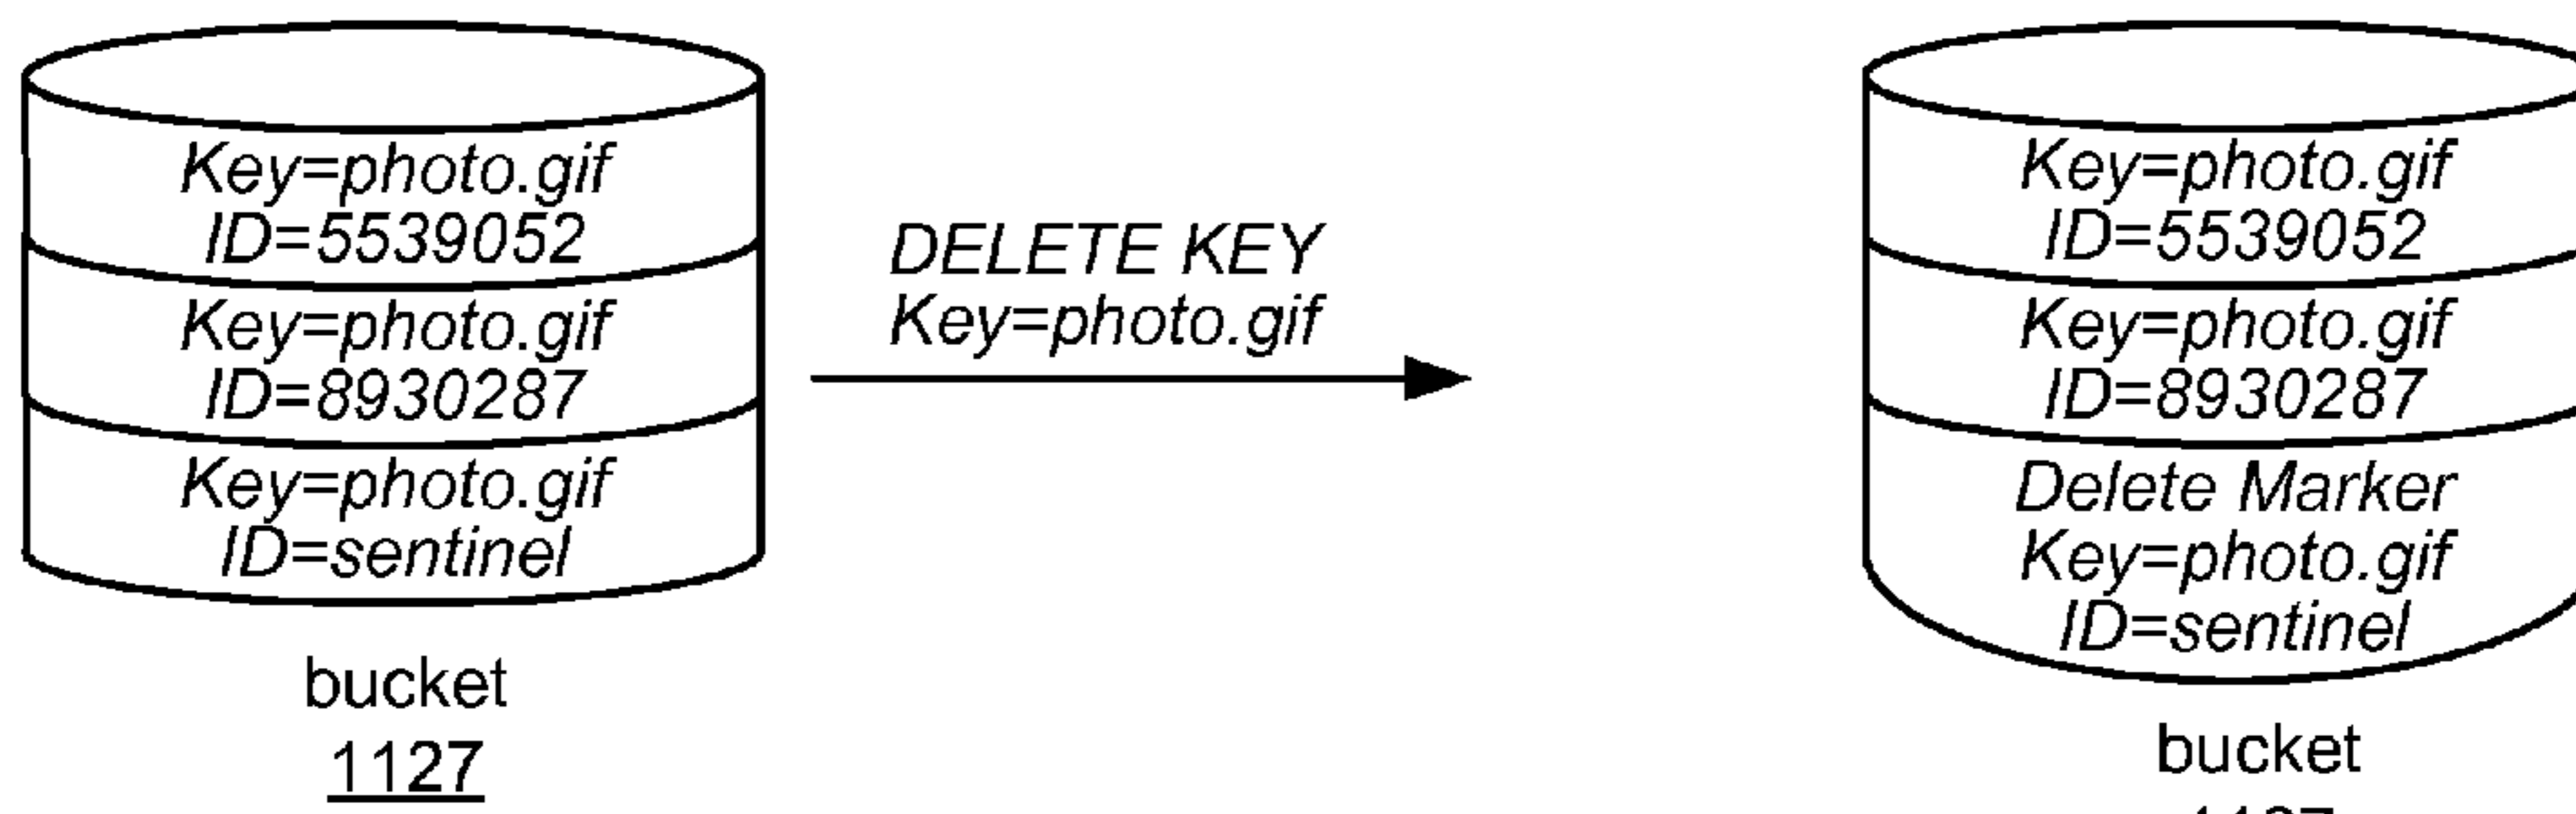 Key=photo.gif
ID=5539052
Key=photo.gif
ID=8930287
Key=photo.gif
ID=sentinel
bucket
1127
DELETE KEY
Key=photo.gif
Key=photo.gif
ID=5539052
Key=photo.gif
ID=8930287
Delete Marker
Key=photo.gif
ID=sentinel
bucket